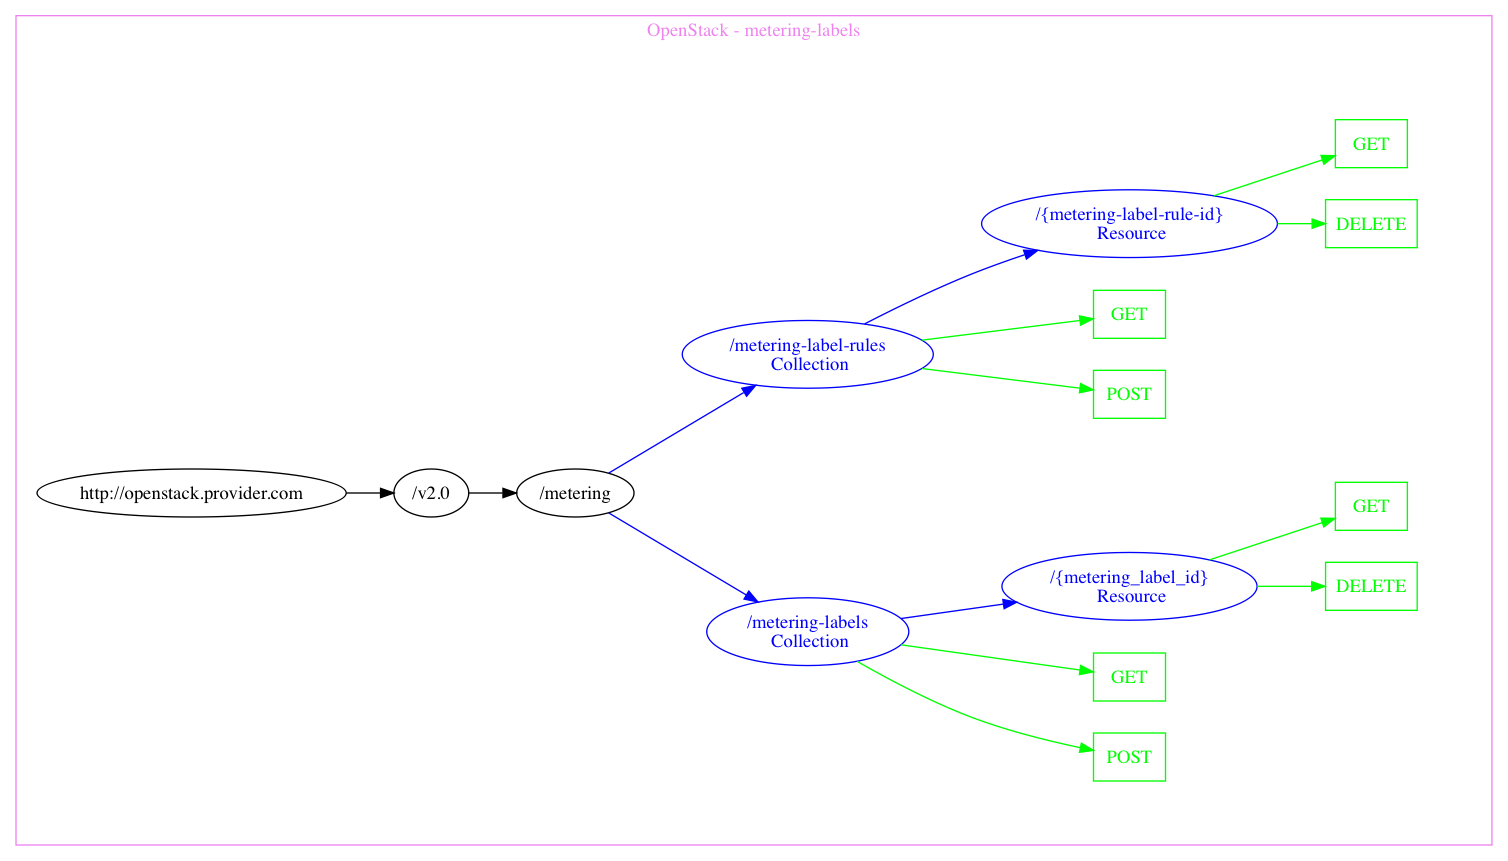 OpenStack - metering-labels
GET
/{metering-label-rule-id}
Resource
DELETE
GET
/metering-label-rules
Collection
POST
http://openstack.provider.com
/v2.0
/metering
GET
/{metering_label_id}
Resource
DELETE
/metering-labels
Collection
GET
POST